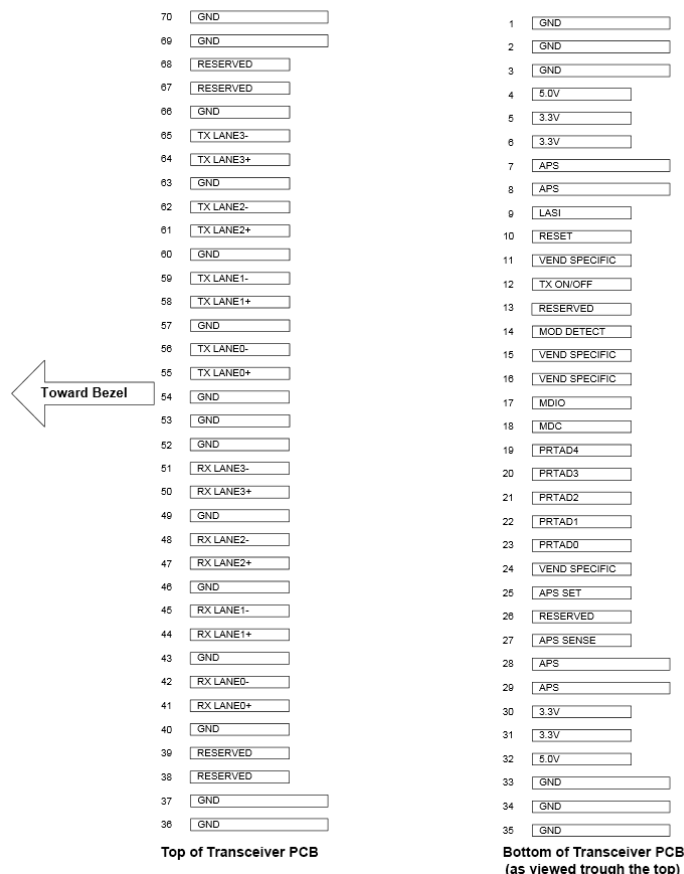 70 GND
69 GND
68 RESERVED
67 RESERVED
66 GND
65 TX LANE3-
64 TX LANE3+
63 GND
62 TX LANE2-
61 TX LANE2+
60 GND
59 TX LANE1-
58 TX LANE1+
57 GND
56 TX LANE0-
55 TX LANE0+
Toward Bezel
54 GND
53 GND
52 GND
51 RX LANE3-
50 RX LANE3+
49 GND
48 RX LANE2-
47 RX LANE2+
46 GND
45 RX LANE1-
44 RX LANE1+
43 GND
42 RX LANE0-
41 RX LANE0+
40 GND
39 RESERVED
38 RESERVED
37 GND
36 GND
Top of Transceiver PCB
1 GND
2 GND
3 GND
4 5.0V
5 3.3V
6 3.3V
7 APS
8 APS
9 LASI
10 RESET
11 VEND SPECIFIC
12 TX ON/OFF
13 RESERVED
14 MOD DETECT
15 VEND SPECIFIC
16 VEND SPECIFIC
17 MDIO
18 MDC
19 PRTAD4
20 PRTAD3
21 PRTAD2
22 PRTAD1
23 PRTAD0
24 VEND SPECIFIC
25 APS SET
26 RESERVED
27 APS SENSE
28 APS
29 APS
30 3.3V
31 3.3V
32 5.0V
33 GND
34 GND
35 GND
Bottom of Transceiver PCB
(as viewed trough the top)